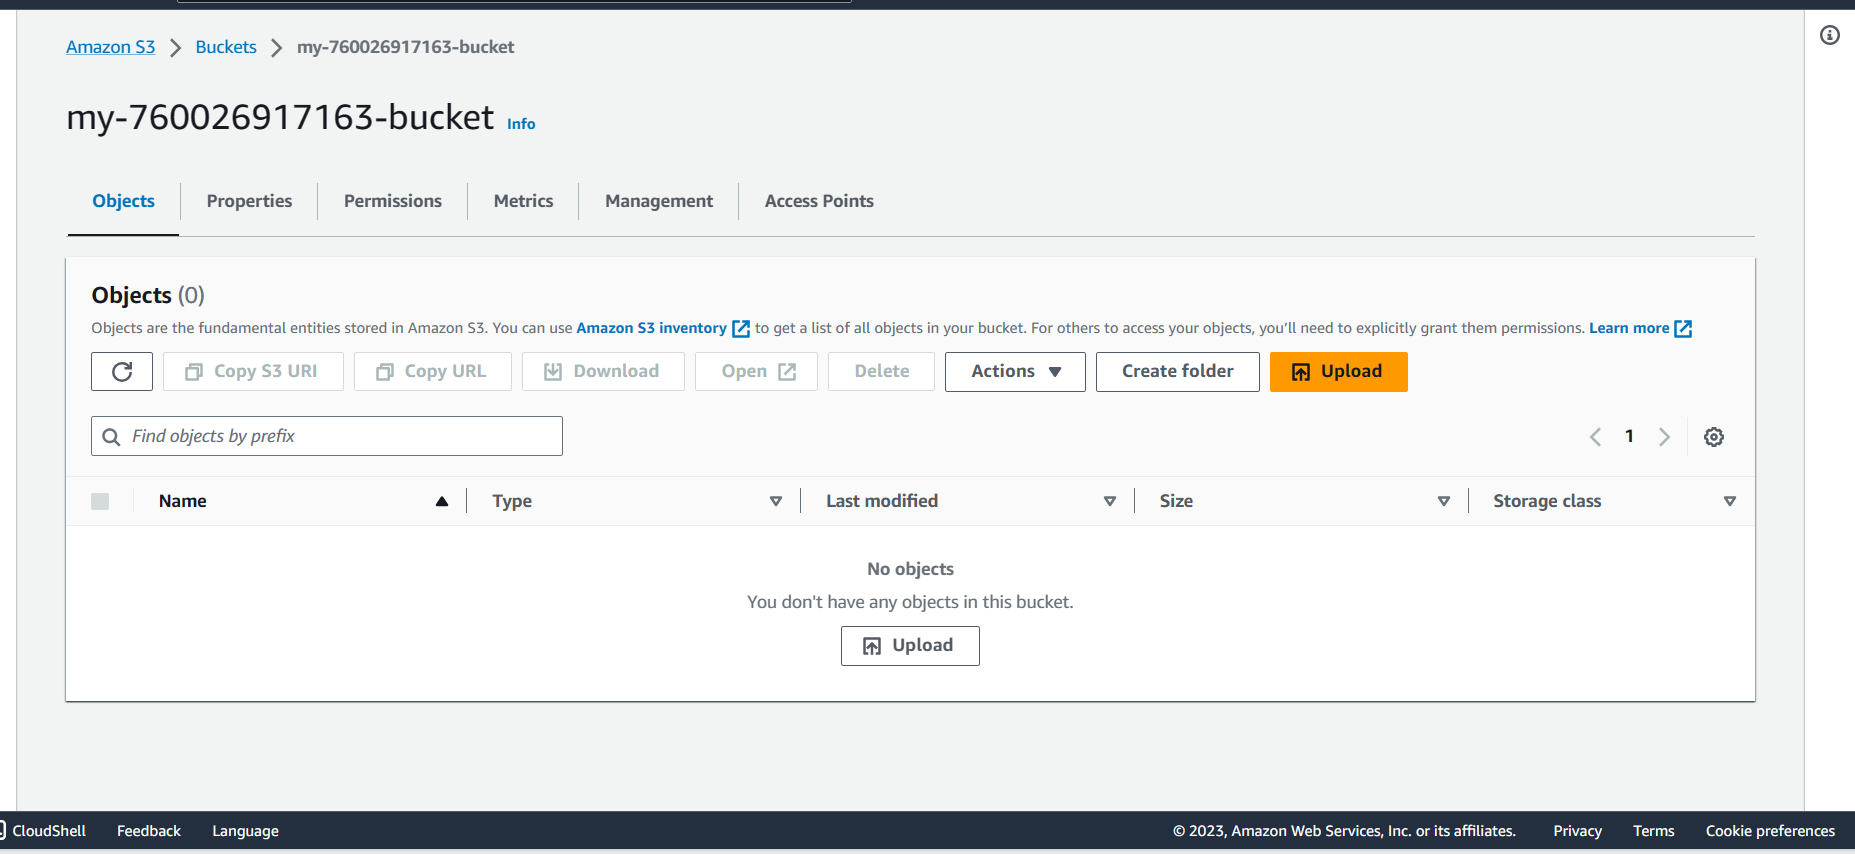 Amazon S3 > Buckets > my-760026917163-bucket
my-760026917163-bucket Info
Objects Properties Permissions Metrics Management Access Points
Objects (0)
Objects are the fundamental entities stored in Amazon S3. You can use Amazon S3 inventory to get a list of all objects in your bucket. For others to access your objects, you’ll need to explicitly grant them permissions. Learn more
Copy S3 URI Copy URL Download Open Delete Actions Create folder Upload
Find objects by prefix 1
Name Type Last modified Size Storage class
No objects
You don't have any objects in this bucket.
Upload
CloudShell Feedback Language © 2023, Amazon Web Services, Inc. or its affiliates. Privacy Terms Cookie preferences